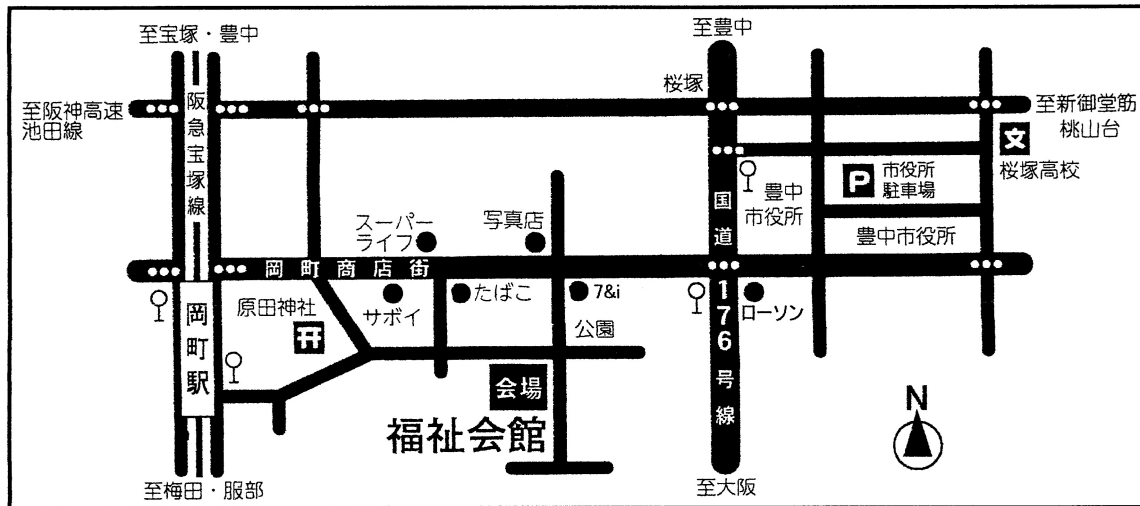 至宝塚・豊中
至豊中
桜塚
至阪神高速
池田線
至新御堂筋
桃山台
阪急宝塚線
文
桜塚高校
P
市役所
駐車場
豊中
市役所
国道176号線
豊中市役所
スーパー
ライフ
写真店
岡町商店街
原田神社
サボイ
たばこ
7&i
ローソン
公園
岡町駅
会場
福祉会館
N
至梅田・服部
至大阪